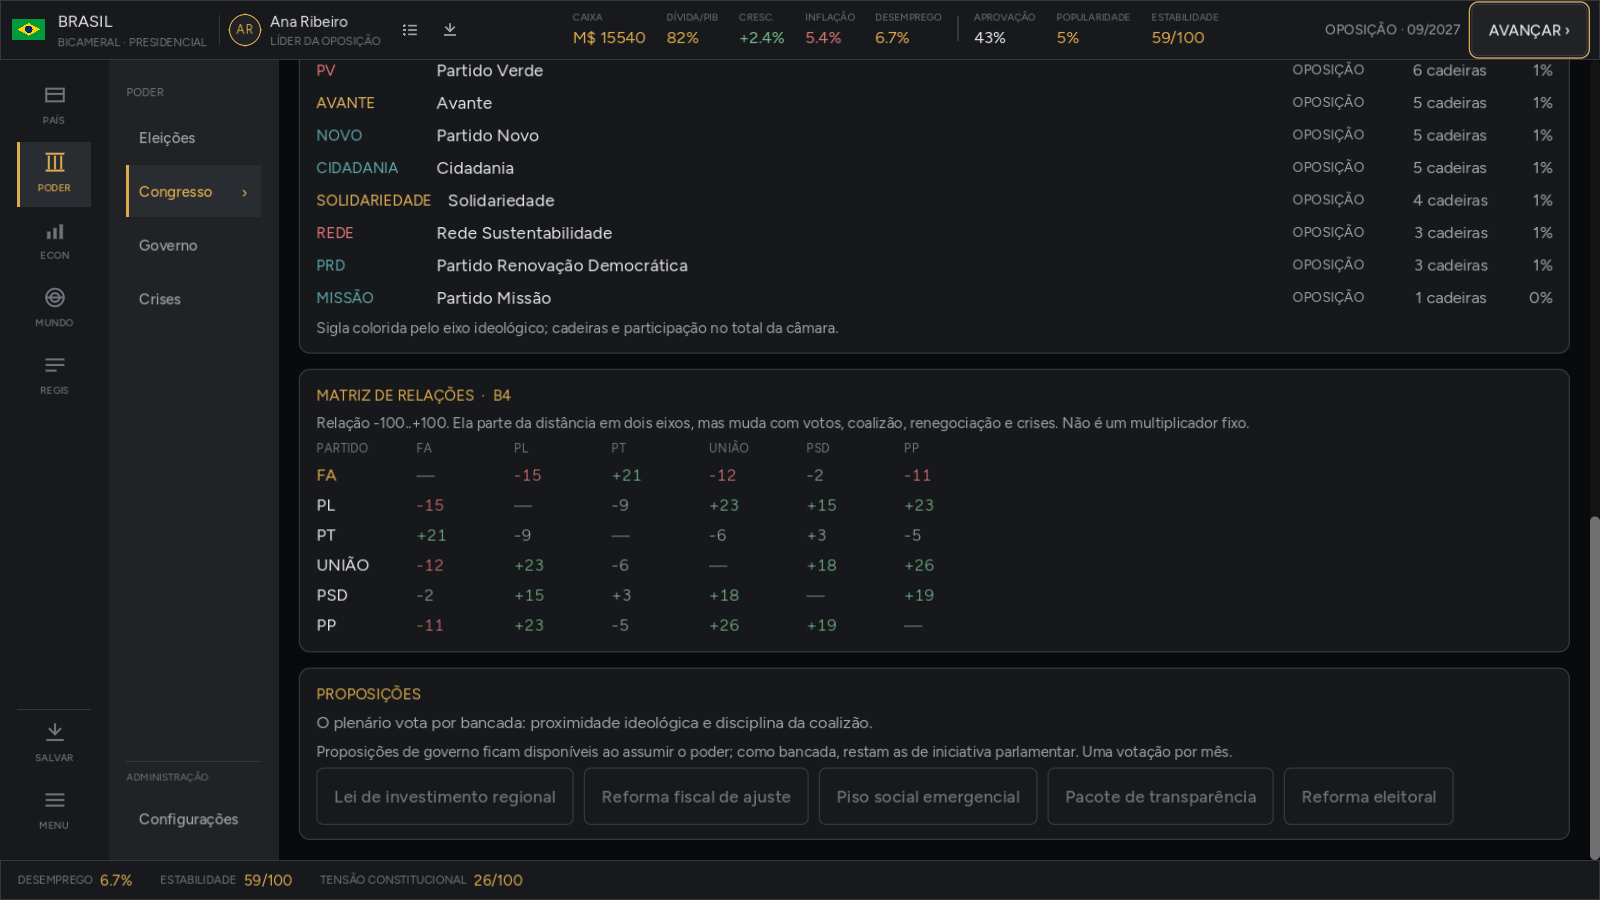 BRASIL
BICAMERAL · PRESIDENCIAL
AR
Ana Ribeiro
LÍDER DA OPOSIÇÃO
CAIXA
M$ 15540
DÍVIDA/PIB
82%
CRESC.
+2.4%
INFLAÇÃO
5.4%
DESEMPREGO
6.7%
APROVAÇÃO
43%
POPULARIDADE
5%
ESTABILIDADE
59/100
OPOSIÇÃO · 09/2027
AVANÇAR ›
PAÍS
PODER
ECON
MUNDO
REGIS
SALVAR
MENU
PODER
Eleições
Congresso ›
Governo
Crises
ADMINISTRAÇÃO
Configurações
PV Partido Verde OPOSIÇÃO 6 cadeiras 1%
AVANTE Avante OPOSIÇÃO 5 cadeiras 1%
NOVO Partido Novo OPOSIÇÃO 5 cadeiras 1%
CIDADANIA Cidadania OPOSIÇÃO 5 cadeiras 1%
SOLIDARIEDADE Solidariedade OPOSIÇÃO 4 cadeiras 1%
REDE Rede Sustentabilidade OPOSIÇÃO 3 cadeiras 1%
PRD Partido Renovação Democrática OPOSIÇÃO 3 cadeiras 1%
MISSÃO Partido Missão OPOSIÇÃO 1 cadeiras 0%
Sigla colorida pelo eixo ideológico; cadeiras e participação no total da câmara.
MATRIZ DE RELAÇÕES · B4
Relação -100..+100. Ela parte da distância em dois eixos, mas muda com votos, coalizão, renegociação e crises. Não é um multiplicador fixo.
PARTIDO FA PL PT UNIÃO PSD PP
FA — -15 +21 -12 -2 -11
PL -15 — -9 +23 +15 +23
PT +21 -9 — -6 +3 -5
UNIÃO -12 +23 -6 — +18 +26
PSD -2 +15 +3 +18 — +19
PP -11 +23 -5 +26 +19 —
PROPOSIÇÕES
O plenário vota por bancada: proximidade ideológica e disciplina da coalizão.
Proposições de governo ficam disponíveis ao assumir o poder; como bancada, restam as de iniciativa parlamentar. Uma votação por mês.
Lei de investimento regional
Reforma fiscal de ajuste
Piso social emergencial
Pacote de transparência
Reforma eleitoral
DESEMPREGO 6.7% ESTABILIDADE 59/100 TENSÃO CONSTITUCIONAL 26/100